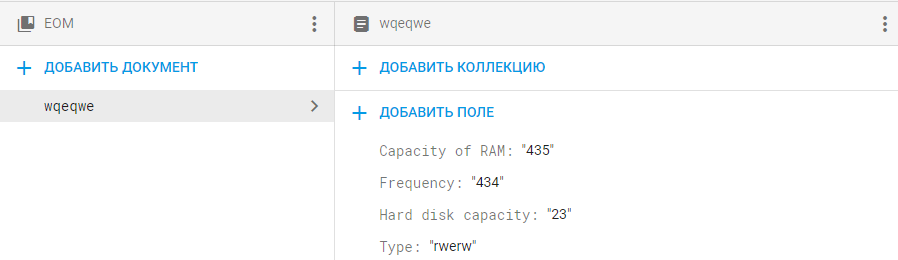 EOM
wqeqwe
ДОБАВИТЬ ДОКУМЕНТ
ДОБАВИТЬ КОЛЛЕКЦИЮ
wqeqwe
ДОБАВИТЬ ПОЛЕ
Capacity of RAM: "435"
Frequency: "434"
Hard disk capacity: "23"
Type: "rwerw"